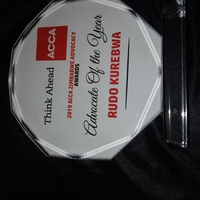 ACCA
Think Ahead
2019 ACCA ZIMBABWE ADVOCACY
AWARDS
Advocate Of the Year
RUDO KUREBWA